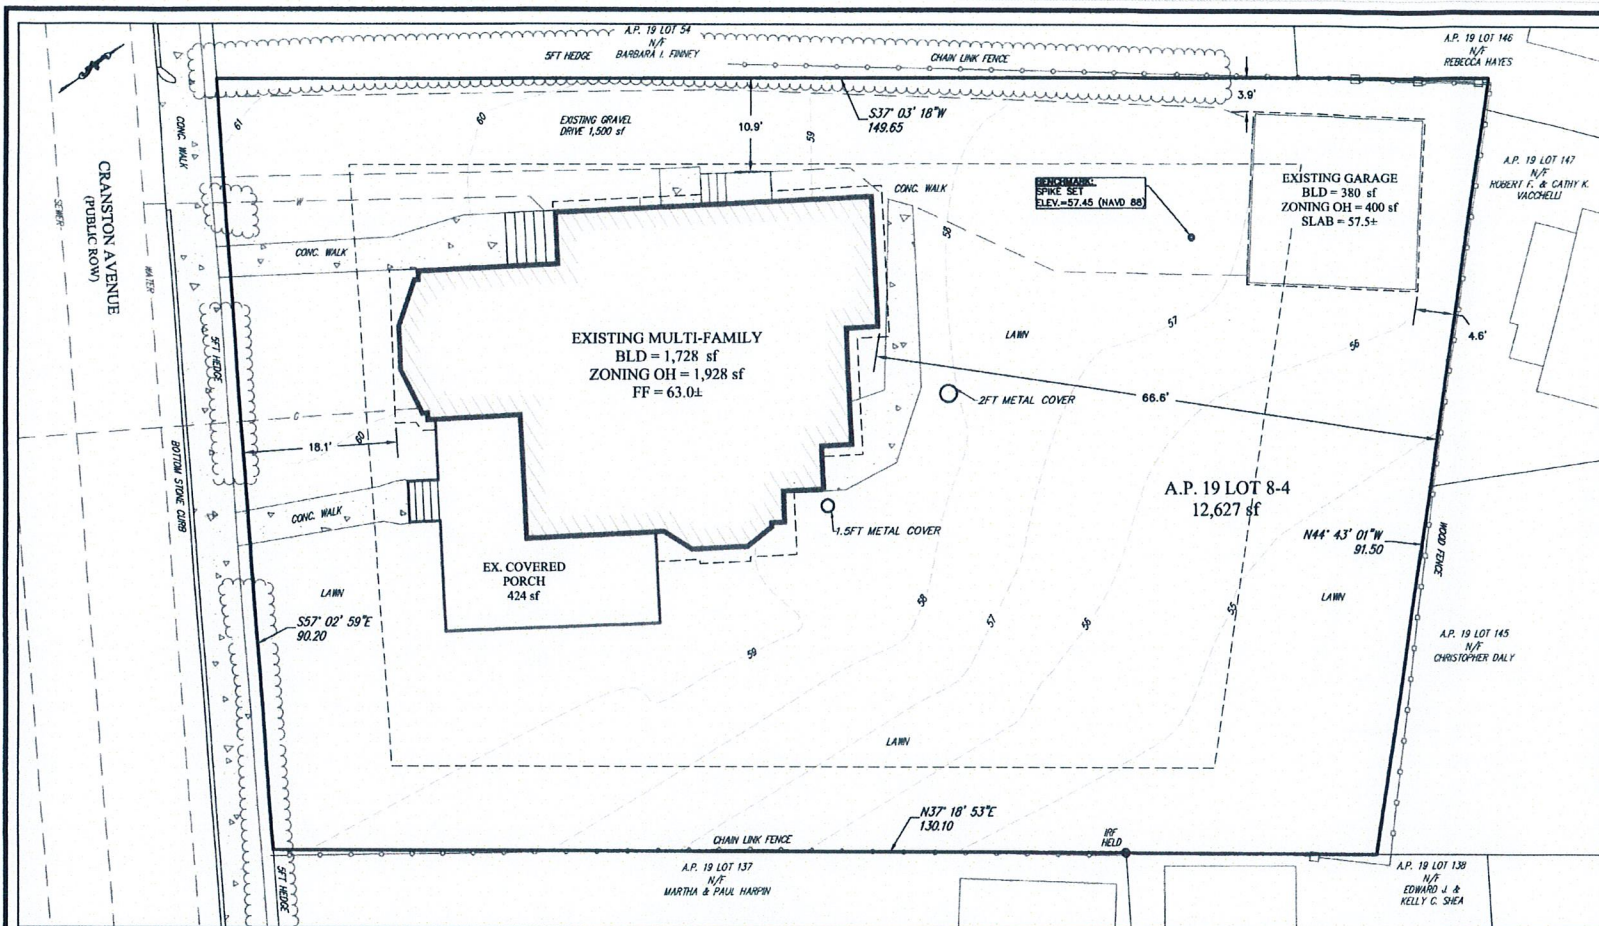 A.P. 19 LOT 54
N/F
BARBARA I. FINNEY
5FT HEDGE
CHAIN LINK FENCE
A.P. 19 LOT 146
N/F
REBECCA HAYES
3.9'
CONC. WALK
61
60
EXISTING GRAVEL
DRIVE 1,500 sf
10.9'
S37° 03' 18"W
149.65
59
CRANSTON AVENUE
(PUBLIC ROW)
SEWER
WATER
W
CONC. WALK
CONC. WALK
58
BENCHMARK:
SPIKE SET
ELEV.=57.45 (NAVD 88)
EXISTING GARAGE
BLD = 380 sf
ZONING OH = 400 sf
SLAB = 57.5±
A.P. 19 LOT 147
N/F
ROBERT F. & CATHY K.
VACCHELLI
5FT HEDGE
EXISTING MULTI-FAMILY
BLD = 1,728 sf
ZONING OH = 1,928 sf
FF = 63.0±
LAWN
57
56
4.6'
2FT METAL COVER
66.6'
G
60
18.1'
BOTTOM STONE CURB
CONC. WALK
1.5FT METAL COVER
A.P. 19 LOT 8-4
12,627 sf
N44° 43' 01"W
91.50
WOOD FENCE
EX. COVERED
PORCH
424 sf
LAWN
S57° 02' 59"E
90.20
59
58
57
56
55
LAWN
A.P. 19 LOT 145
N/F
CHRISTOPHER DALY
LAWN
N37° 18' 53"E
130.10
CHAIN LINK FENCE
IRF
HELD
5FT HEDGE
A.P. 19 LOT 137
N/F
MARTHA & PAUL HARPIN
A.P. 19 LOT 138
N/F
EDWARD J. &
KELLY C. SHEA